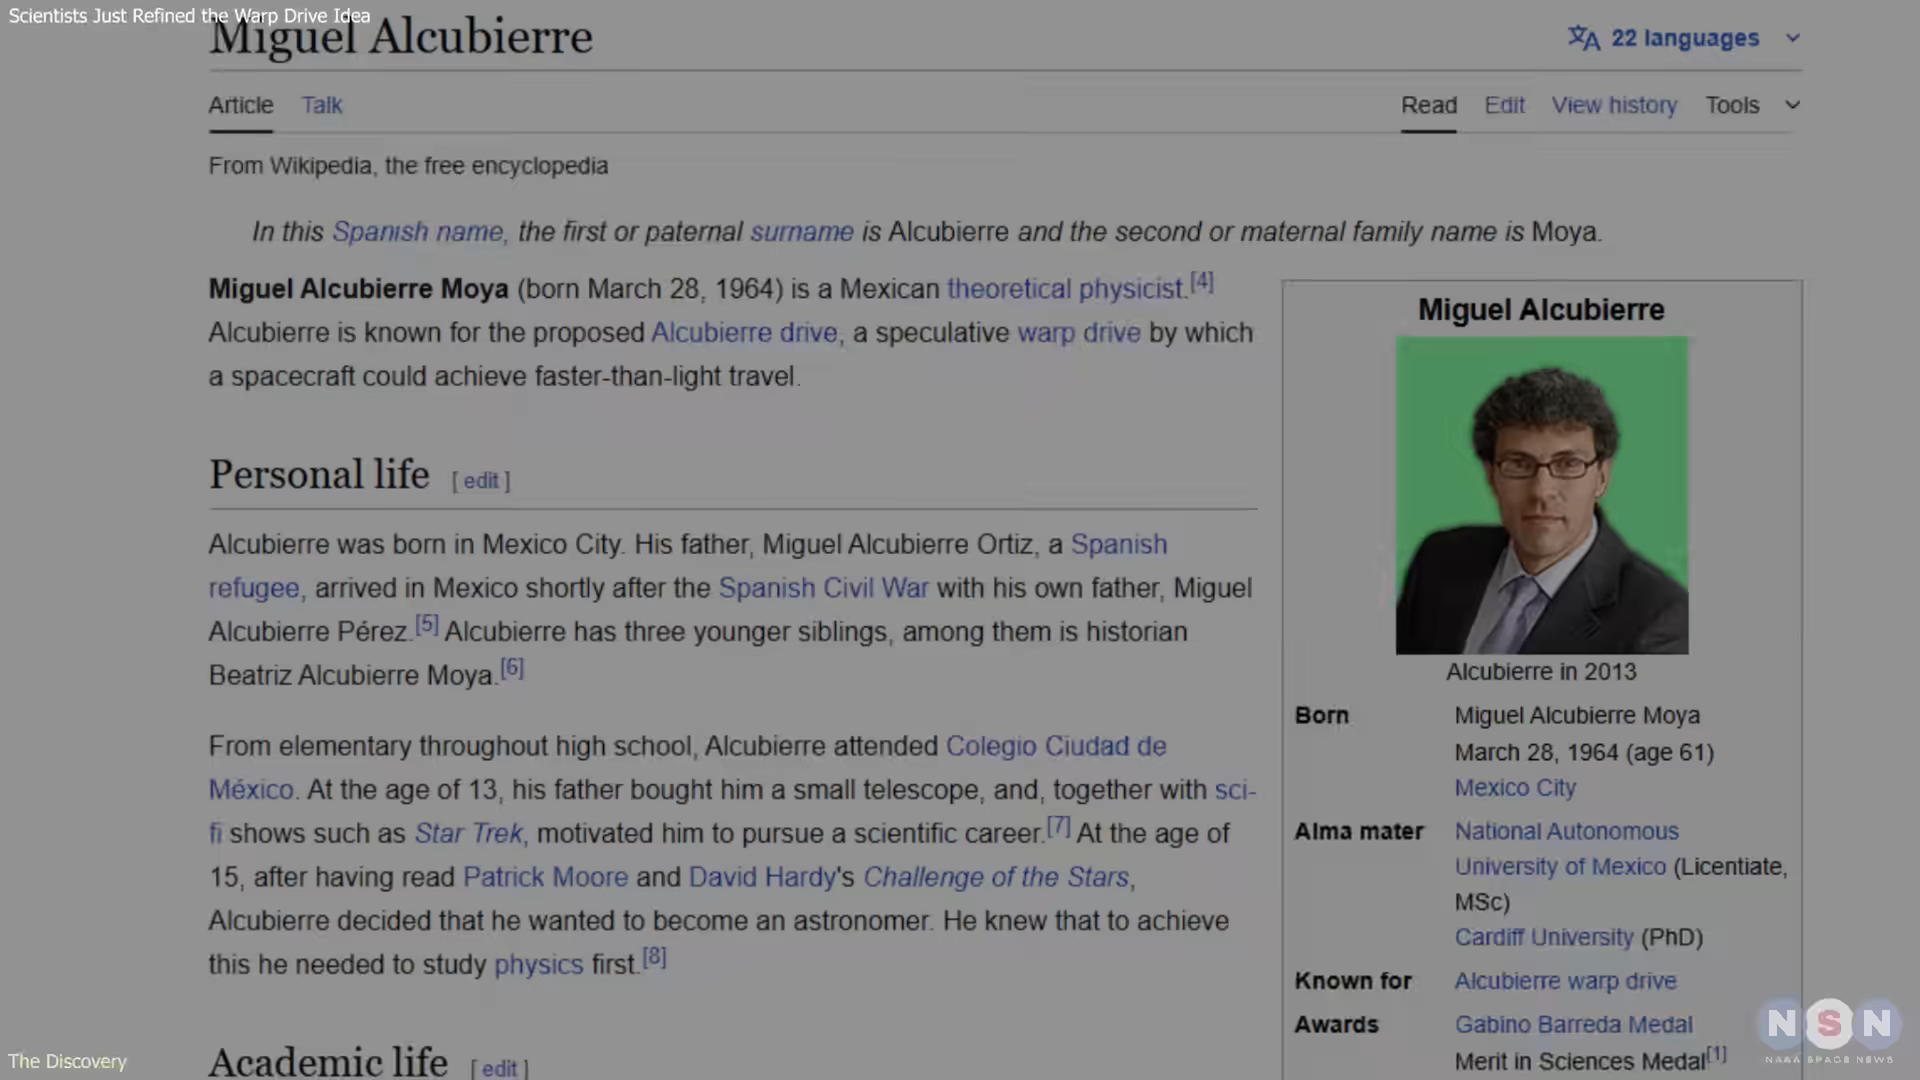 Scientists Just Refined the Warp Drive Idea
Miguel Alcubierre
22 languages
Article Talk
Read Edit View history Tools
From Wikipedia, the free encyclopedia
In this Spanish name, the first or paternal surname is Alcubierre and the second or maternal family name is Moya.
Miguel Alcubierre Moya (born March 28, 1964) is a Mexican theoretical physicist.[4]
Alcubierre is known for the proposed Alcubierre drive, a speculative warp drive by which
a spacecraft could achieve faster-than-light travel.
Personal life [ edit ]
Alcubierre was born in Mexico City. His father, Miguel Alcubierre Ortiz, a Spanish
refugee, arrived in Mexico shortly after the Spanish Civil War with his own father, Miguel
Alcubierre Pérez.[5] Alcubierre has three younger siblings, among them is historian
Beatriz Alcubierre Moya.[6]
From elementary throughout high school, Alcubierre attended Colegio Ciudad de
México. At the age of 13, his father bought him a small telescope, and, together with sci-
fi shows such as Star Trek, motivated him to pursue a scientific career.[7] At the age of
15, after having read Patrick Moore and David Hardy's Challenge of the Stars,
Alcubierre decided that he wanted to become an astronomer. He knew that to achieve
this he needed to study physics first.[8]
Academic life [ edit ]
Miguel Alcubierre
Alcubierre in 2013
Born Miguel Alcubierre Moya
March 28, 1964 (age 61)
Mexico City
Alma mater National Autonomous
University of Mexico (Licentiate,
MSc)
Cardiff University (PhD)
Known for Alcubierre warp drive
Awards Gabino Barreda Medal
Merit in Sciences Medal[1]
The Discovery
NSN
NASA SPACE NEWS